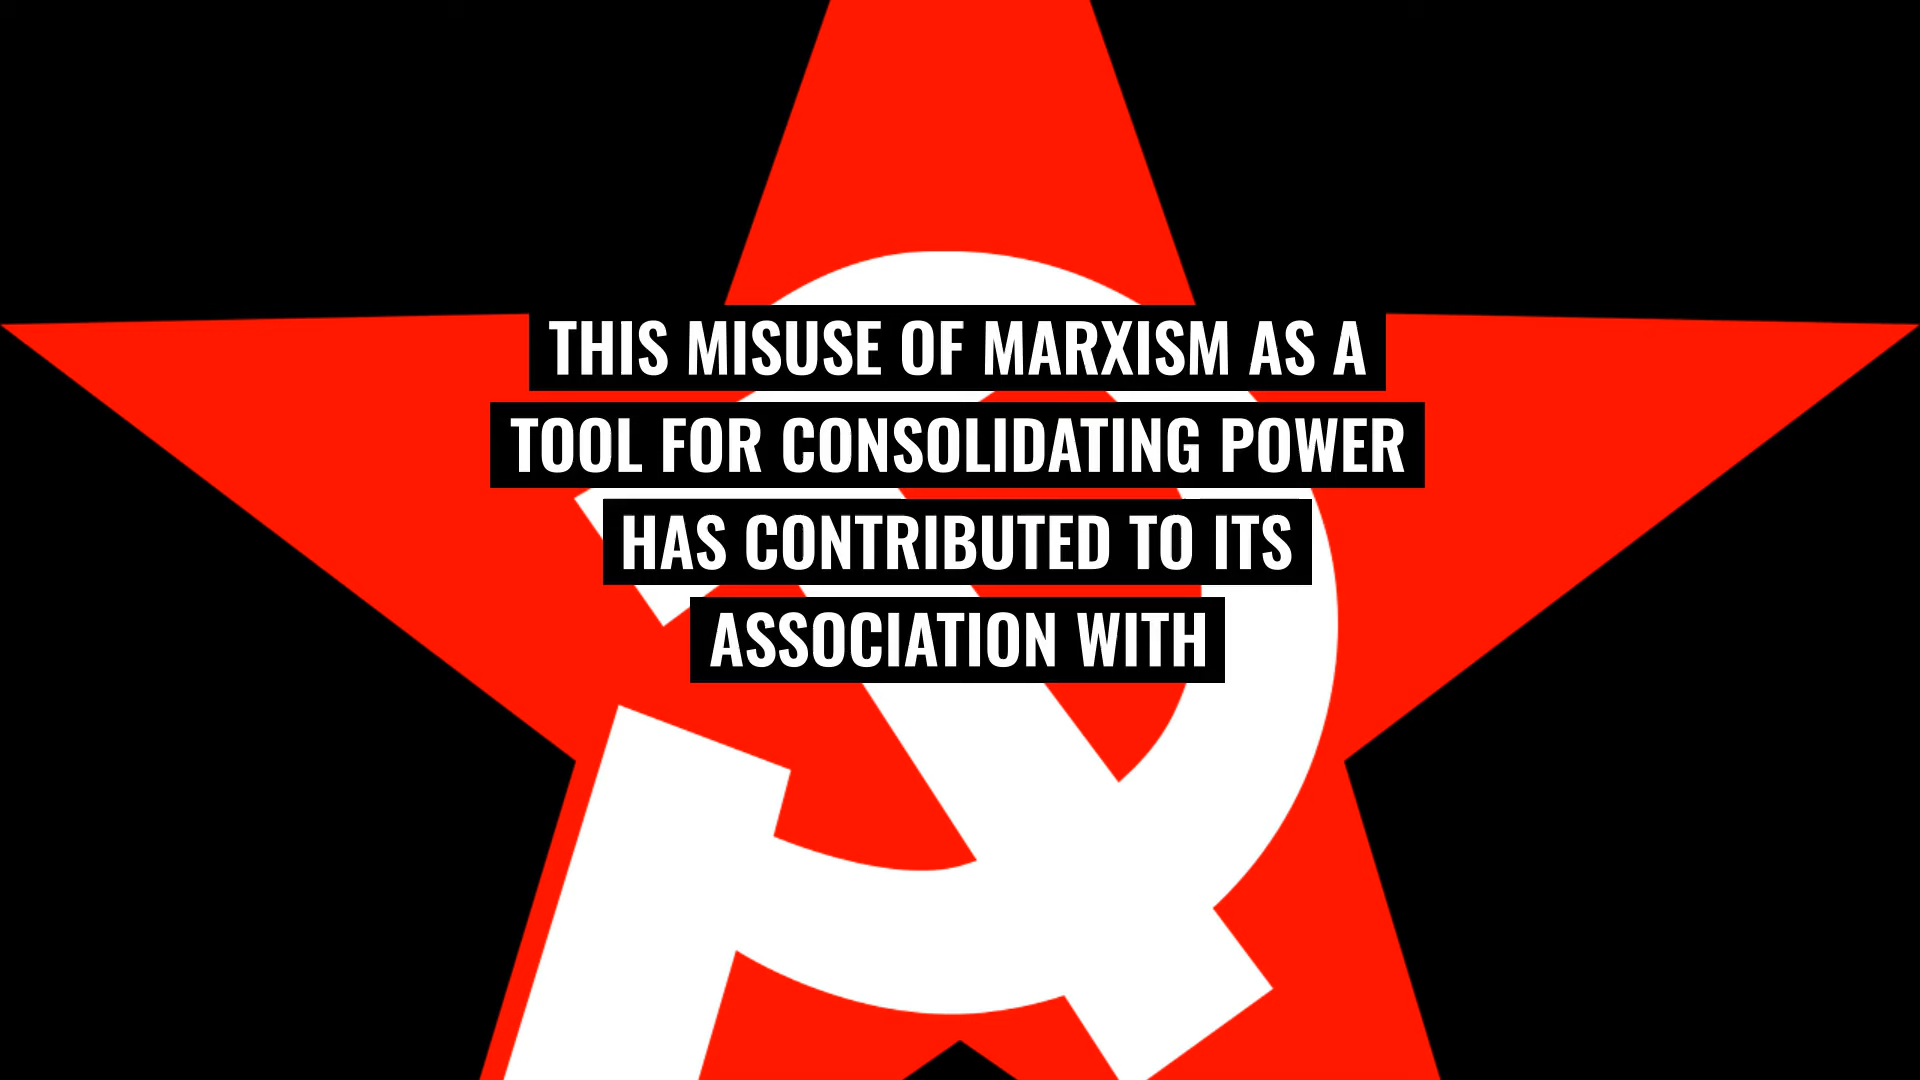 THIS MISUSE OF MARXISM AS A
TOOL FOR CONSOLIDATING POWER
HAS CONTRIBUTED TO ITS
ASSOCIATION WITH